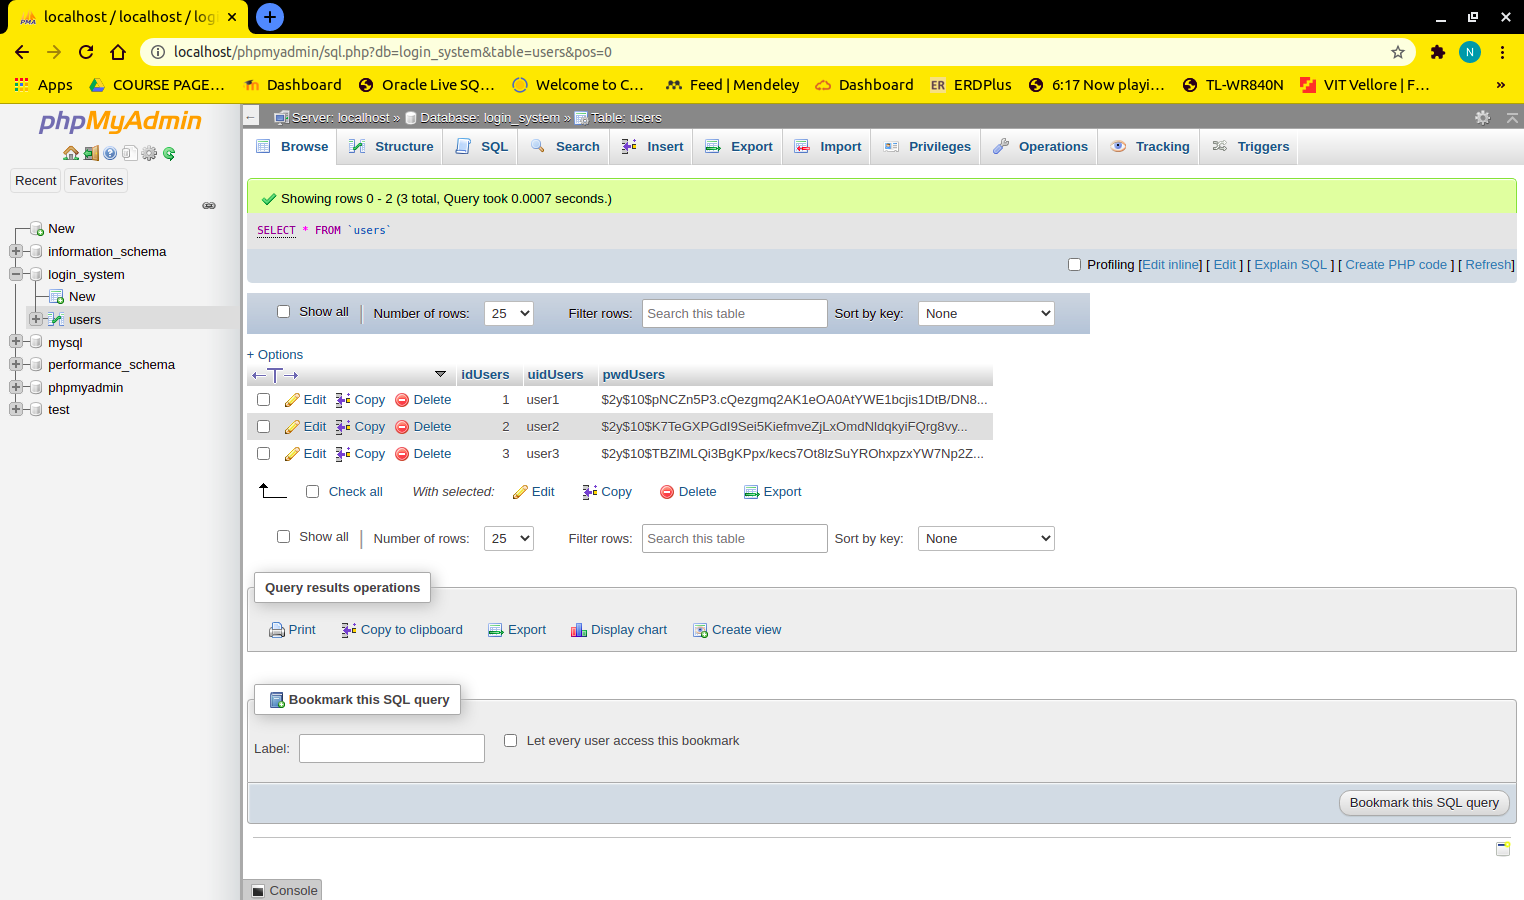 localhost / localhost / logi
N
localhost/phpmyadmin/sql.php?db=login_system&table=users&pos=0
Apps COURSE PAGE... Dashboard Oracle Live SQ... Welcome to C... Feed | Mendeley Dashboard ER ERDPlus 6:17 Now playi... TL-WR840N VIT Vellore | F... »
phpMyAdmin
Recent Favorites
New
information_schema
login_system
New
users
mysql
performance_schema
phpmyadmin
test
Server: localhost » Database: login_system » Table: users
Browse Structure SQL Search Insert Export Import Privileges Operations Tracking Triggers
Showing rows 0 - 2 (3 total, Query took 0.0007 seconds.)
SELECT * FROM `users`
Profiling [Edit inline] [ Edit ] [ Explain SQL ] [ Create PHP code ] [ Refresh]
Show all | Number of rows: 25 Filter rows: Search this table Sort by key: None
+ Options
←T→ idUsers uidUsers pwdUsers
Edit Copy Delete 1 user1 $2y$10$pNCZn5P3.cQezgmq2AK1eOA0AtYWE1bcjis1DtB/DN8...
Edit Copy Delete 2 user2 $2y$10$K7TeGXPGdI9Sei5KiefmveZjLxOmdNldqkyiFQrg8vy...
Edit Copy Delete 3 user3 $2y$10$TBZlMLQi3BgKPpx/kecs7Ot8lzSuYROhxpzxYW7Np2Z...
Check all With selected: Edit Copy Delete Export
Show all | Number of rows: 25 Filter rows: Search this table Sort by key: None
Query results operations
Print Copy to clipboard Export Display chart Create view
Bookmark this SQL query
Label: Let every user access this bookmark
Bookmark this SQL query
Console